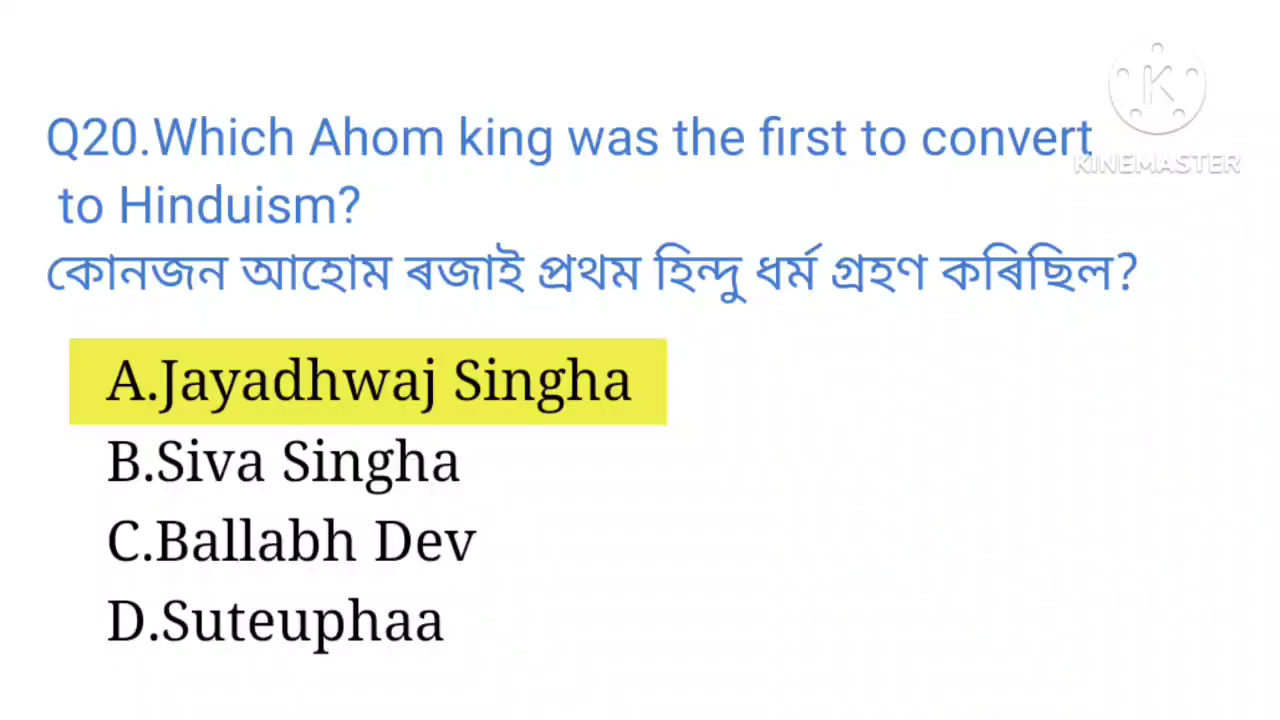 Q20.Which Ahom king was the first to convert
to Hinduism?
কোনজন আহোম ৰজাই প্ৰথম হিন্দু ধৰ্ম গ্ৰহণ কৰিছিল?
A.Jayadhwaj Singha
B.Siva Singha
C.Ballabh Dev
D.Suteuphaa
K
KINEMASTER